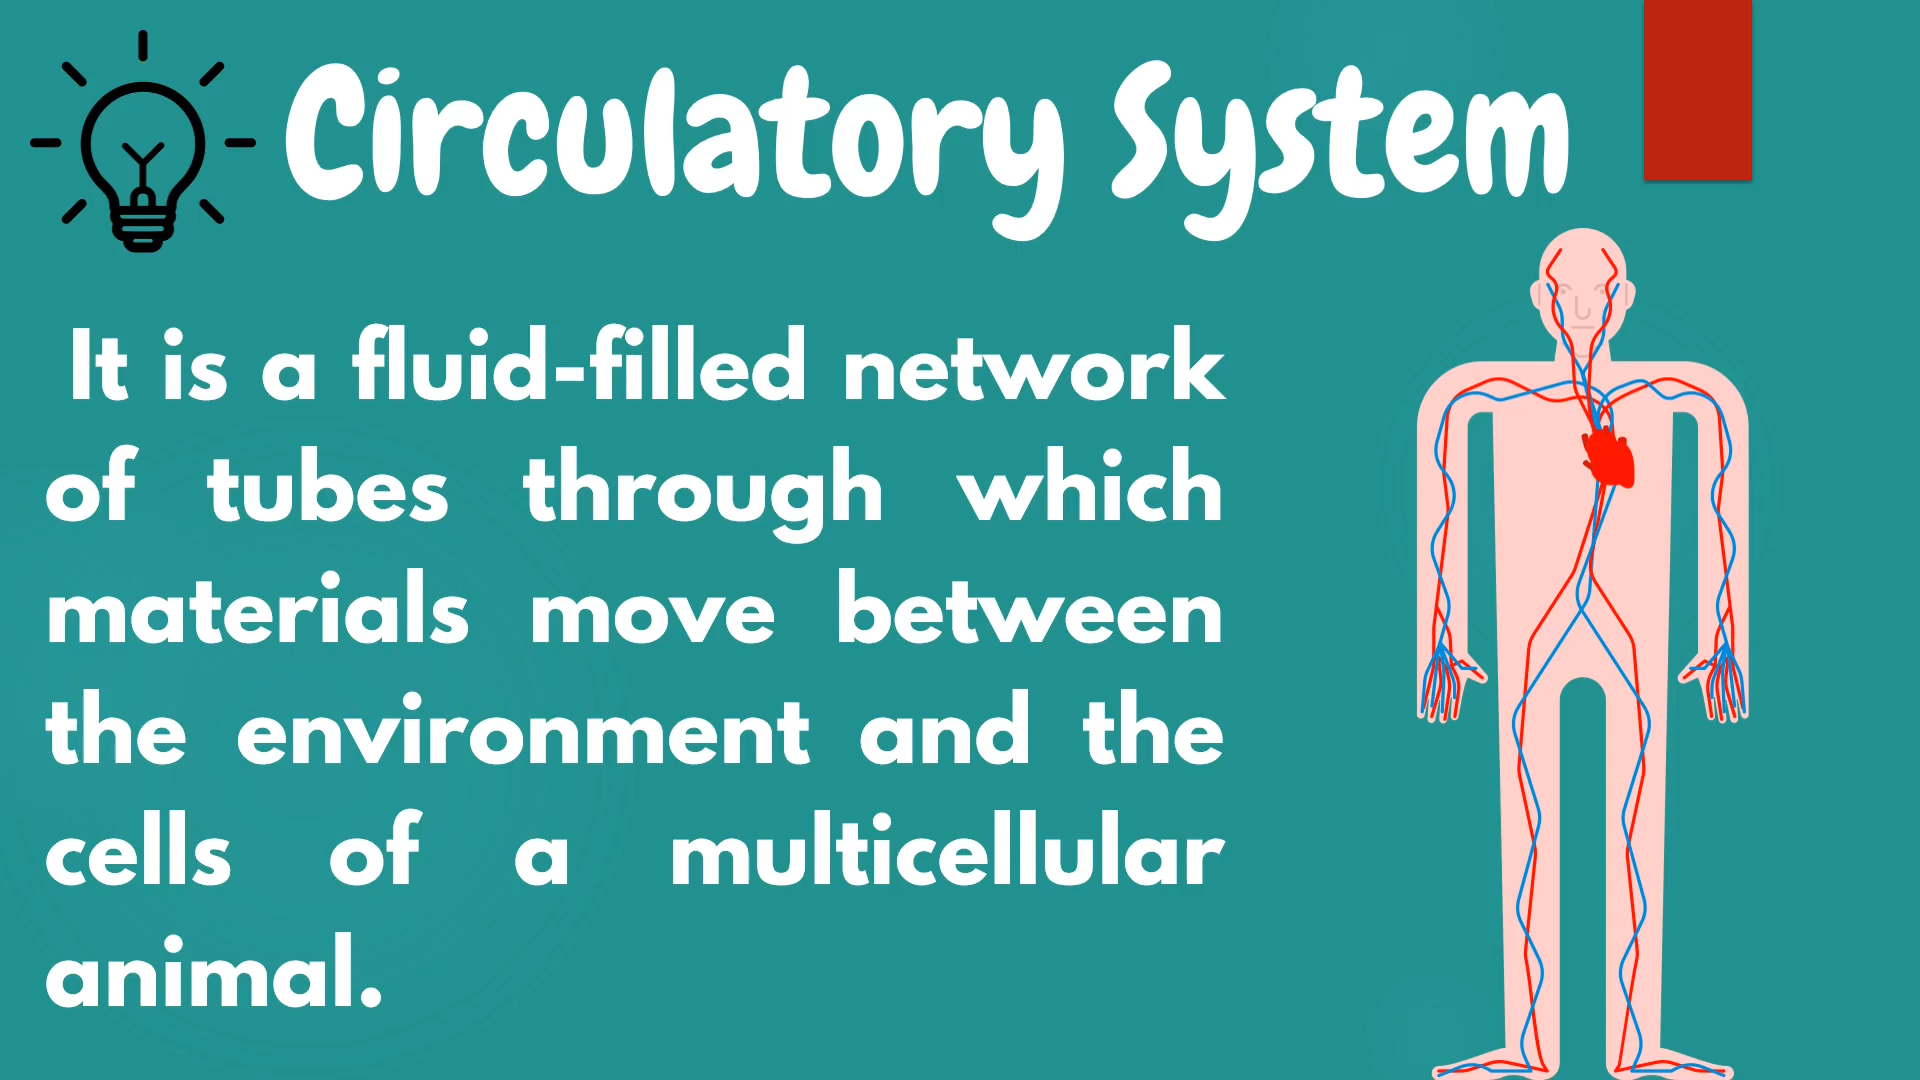 Circulatory System
It is a fluid-filled network
of tubes through which
materials move between
the environment and the
cells of a multicellular
animal.